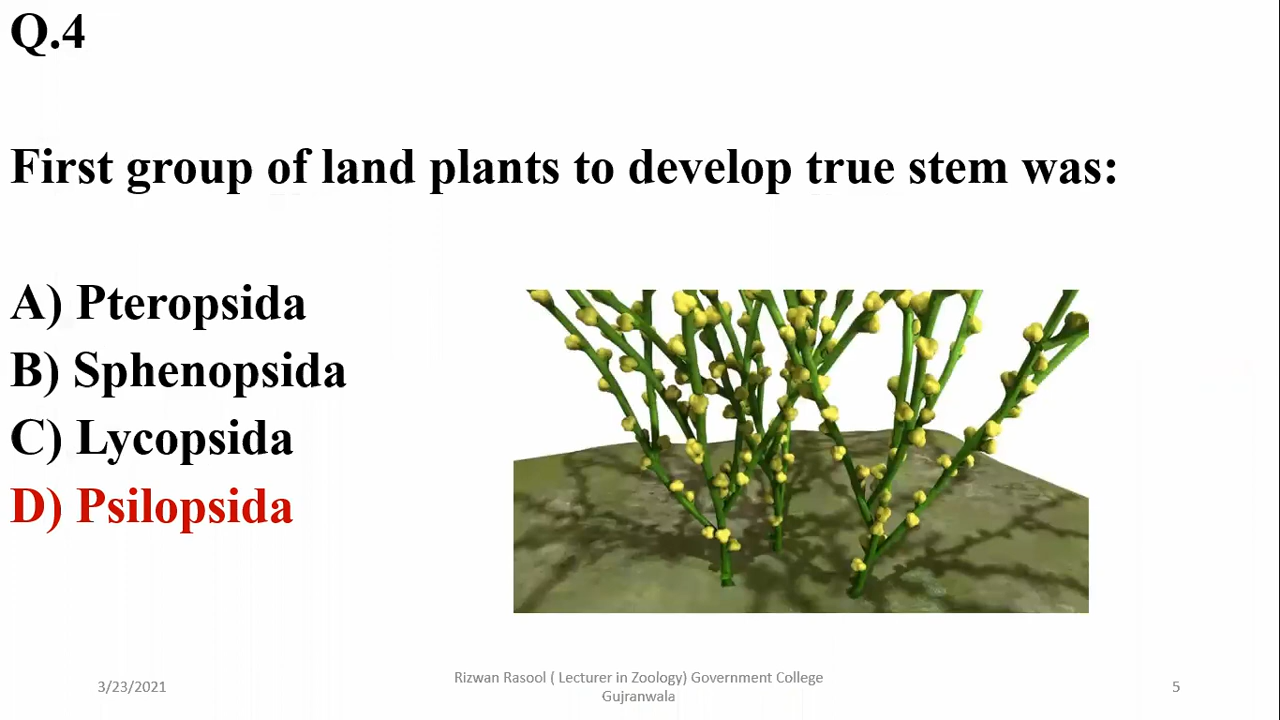 Q.4
First group of land plants to develop true stem was:
A) Pteropsida
B) Sphenopsida
C) Lycopsida
D) Psilopsida
3/23/2021
Rizwan Rasool ( Lecturer in Zoology) Government College
Gujranwala
5